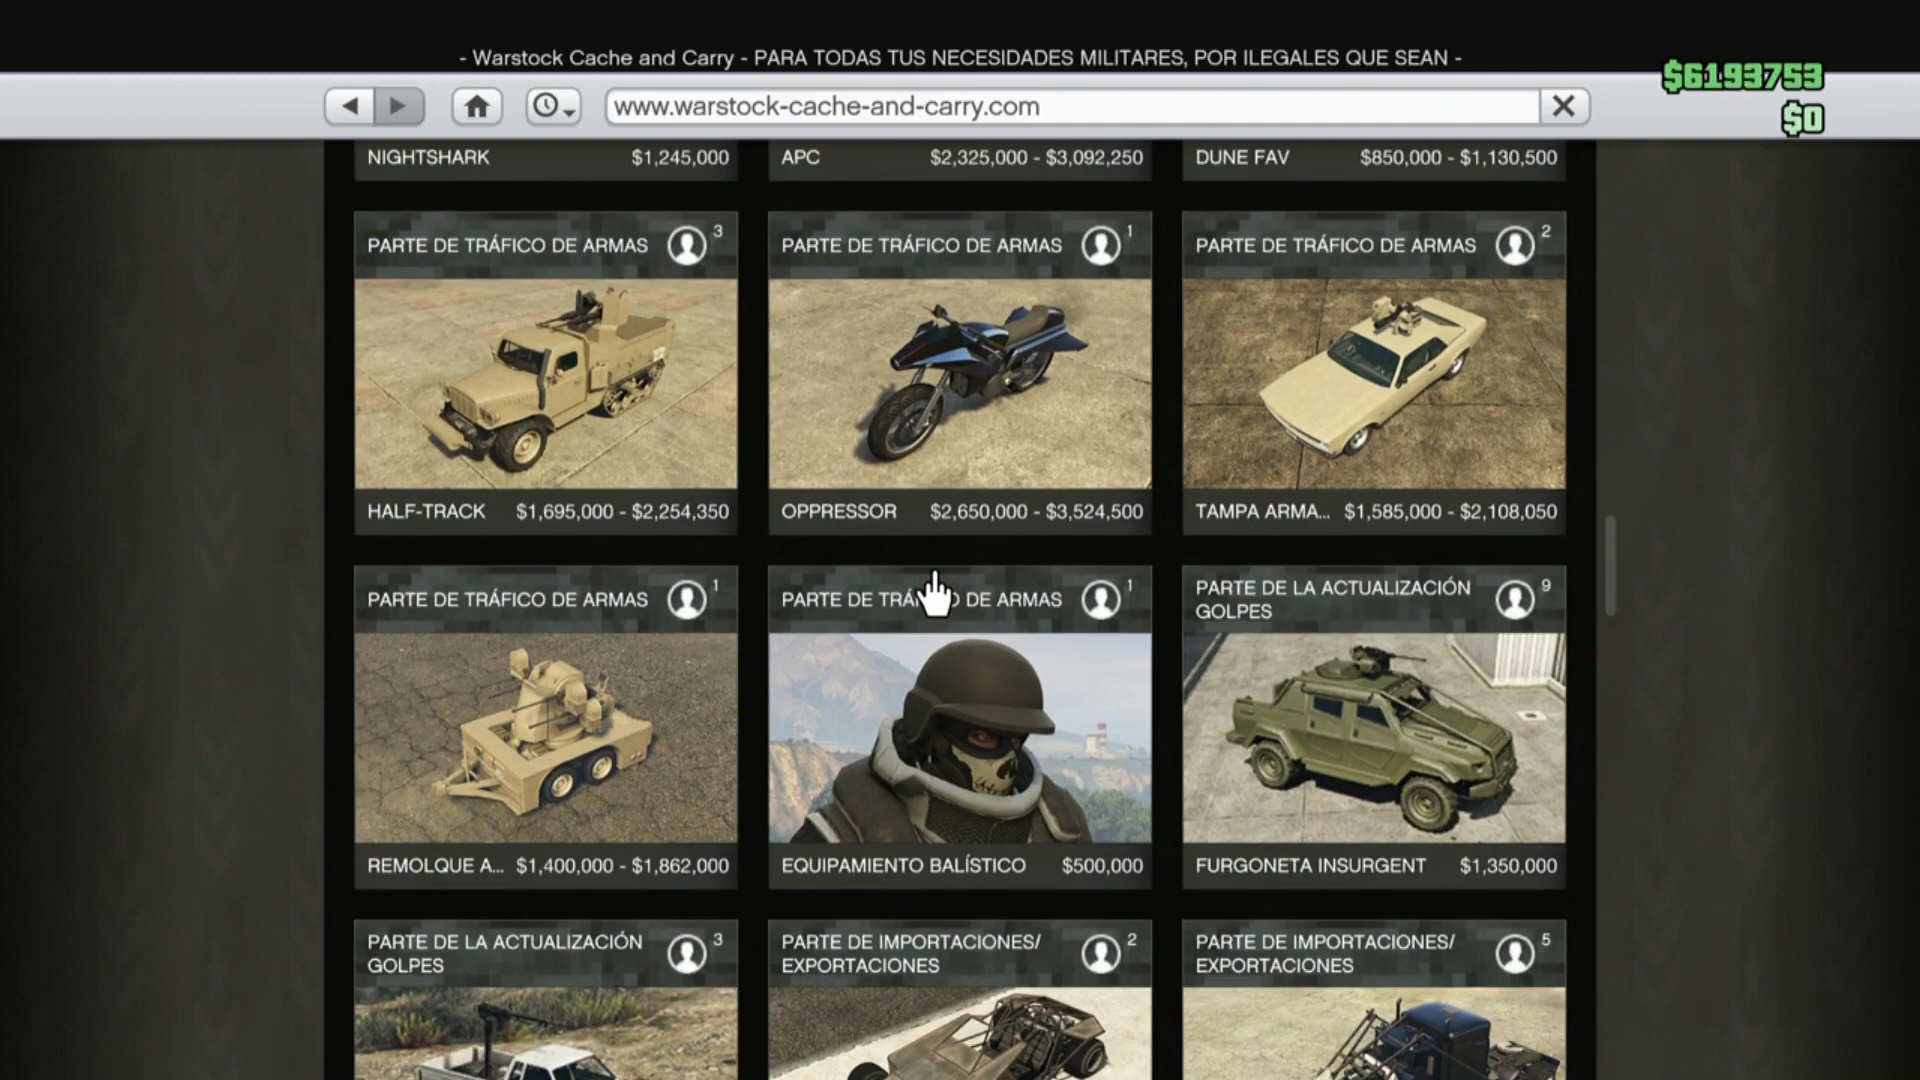 - Warstock Cache and Carry - PARA TODAS TUS NECESIDADES MILITARES, POR ILEGALES QUE SEAN -
$6193753
www.warstock-cache-and-carry.com
$0
NIGHTSHARK $1,245,000
APC $2,325,000 - $3,092,250
DUNE FAV $850,000 - $1,130,500
PARTE DE TRÁFICO DE ARMAS 3
PARTE DE TRÁFICO DE ARMAS 1
PARTE DE TRÁFICO DE ARMAS 2
HALF-TRACK $1,695,000 - $2,254,350
OPPRESSOR $2,650,000 - $3,524,500
TAMPA ARMA... $1,585,000 - $2,108,050
PARTE DE TRÁFICO DE ARMAS 1
PARTE DE TRÁFICO DE ARMAS 1
PARTE DE LA ACTUALIZACIÓN
GOLPES 9
REMOLQUE A... $1,400,000 - $1,862,000
EQUIPAMIENTO BALÍSTICO $500,000
FURGONETA INSURGENT $1,350,000
PARTE DE LA ACTUALIZACIÓN
GOLPES 3
PARTE DE IMPORTACIONES/
EXPORTACIONES 2
PARTE DE IMPORTACIONES/
EXPORTACIONES 5